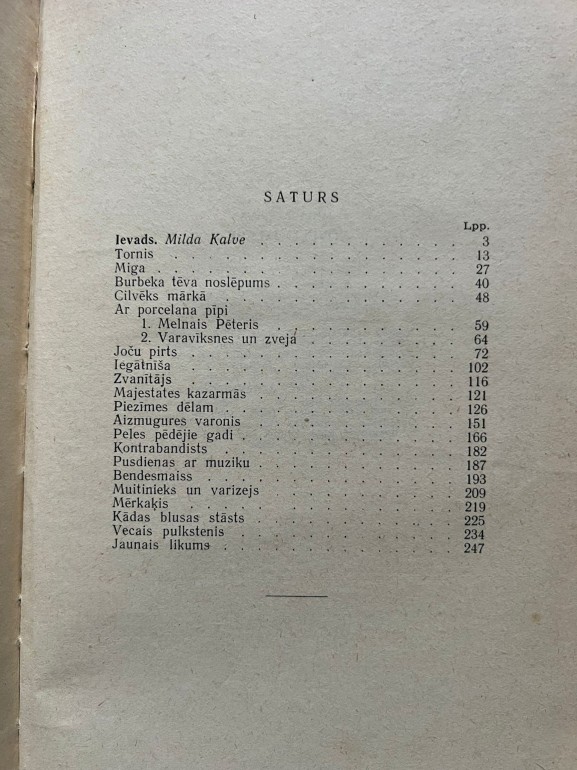 SATURS
Lpp.
Ievads. Milda Kalve . . . . . . . . . . . . 3
Tornis . . . . . . . . . . . . . . . 13
Miga . . . . . . . . . . . . . . . 27
Burbeka tēva noslēpums . . . . . . . . . . . 40
Cilvēks mārkā . . . . . . . . . . . . . 48
Ar porcelana pīpi
1. Melnais Pēteris . . . . . . . . . . . 59
2. Varavīksnes un zvejā . . . . . . . . . 64
Joču pirts . . . . . . . . . . . . . . 72
Iegātnīša . . . . . . . . . . . . . . 102
Zvanītājs . . . . . . . . . . . . . . 116
Majestates kazarmās . . . . . . . . . . . 121
Piezīmes dēlam . . . . . . . . . . . . . 126
Aizmugures varonis . . . . . . . . . . . 151
Peles pēdējie gadi . . . . . . . . . . . . 166
Kontrabandists . . . . . . . . . . . . 182
Pusdienas ar muziku . . . . . . . . . . . 187
Bendesmaiss . . . . . . . . . . . . . 193
Muitinieks un varizejs . . . . . . . . . . 209
Mērkaķis . . . . . . . . . . . . . . 219
Kādas blusas stāsts . . . . . . . . . . . 225
Vecais pulkstenis . . . . . . . . . . . . 234
Jaunais likums . . . . . . . . . . . . . 247